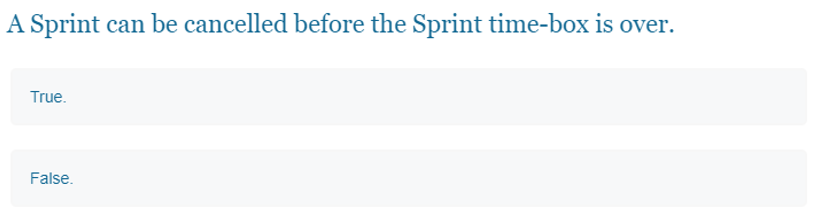 A Sprint can be cancelled before the Sprint time-box is over.
True.
False.